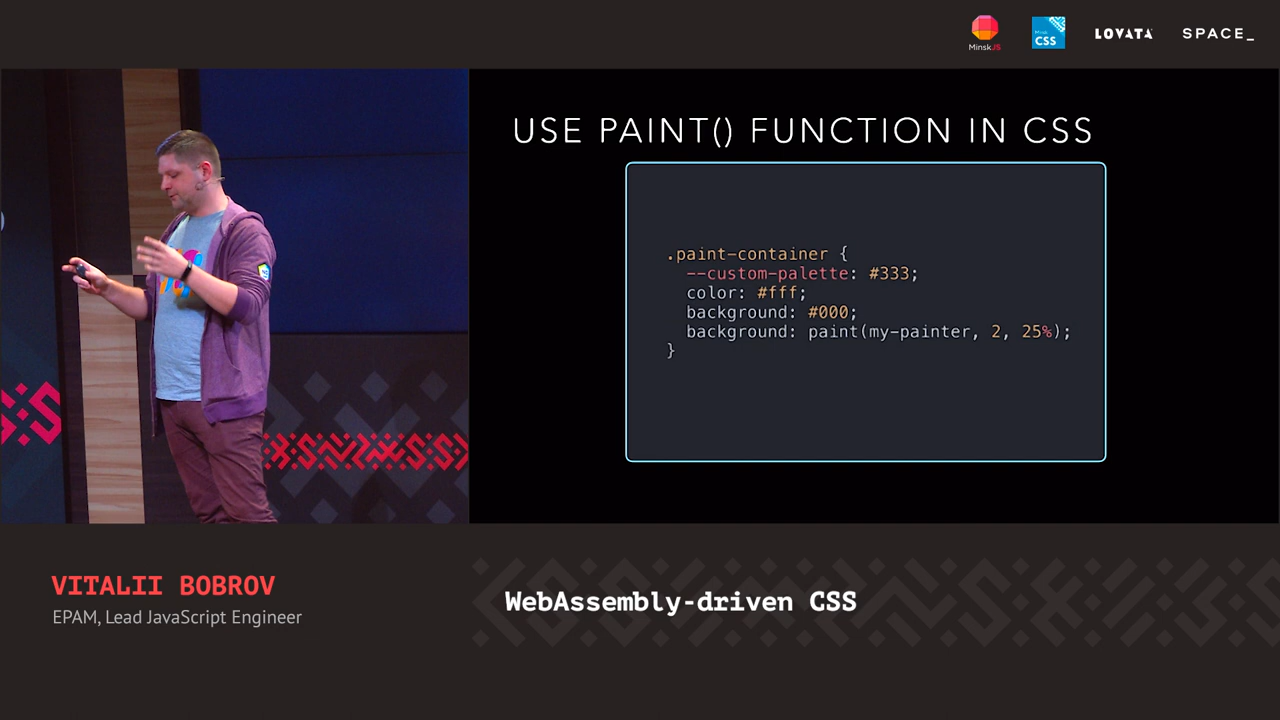 MinskJS
Minsk
CSS
LOVATA
SPACE_
USE PAINT() FUNCTION IN CSS
.paint-container {
--custom-palette: #333;
color: #fff;
background: #000;
background: paint(my-painter, 2, 25%);
}
VITALII BOBROV
EPAM, Lead JavaScript Engineer
WebAssembly-driven CSS